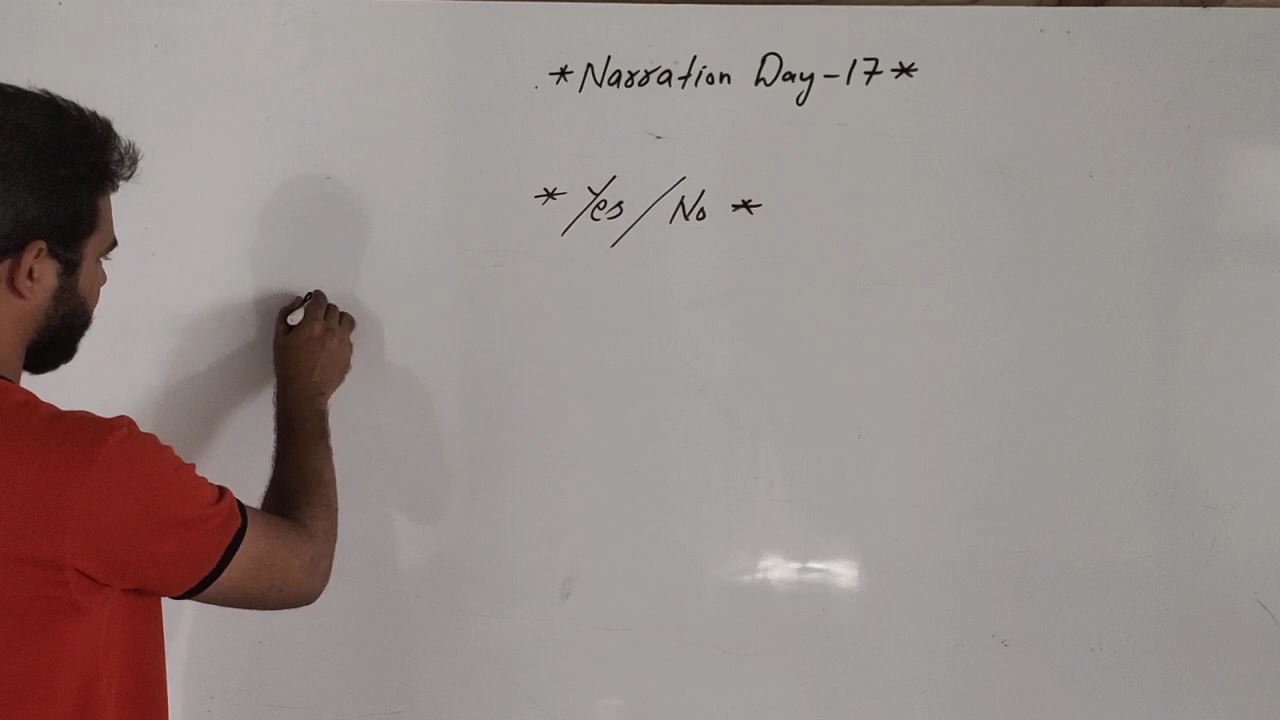 *Narration Day-17*
* Yes/No *